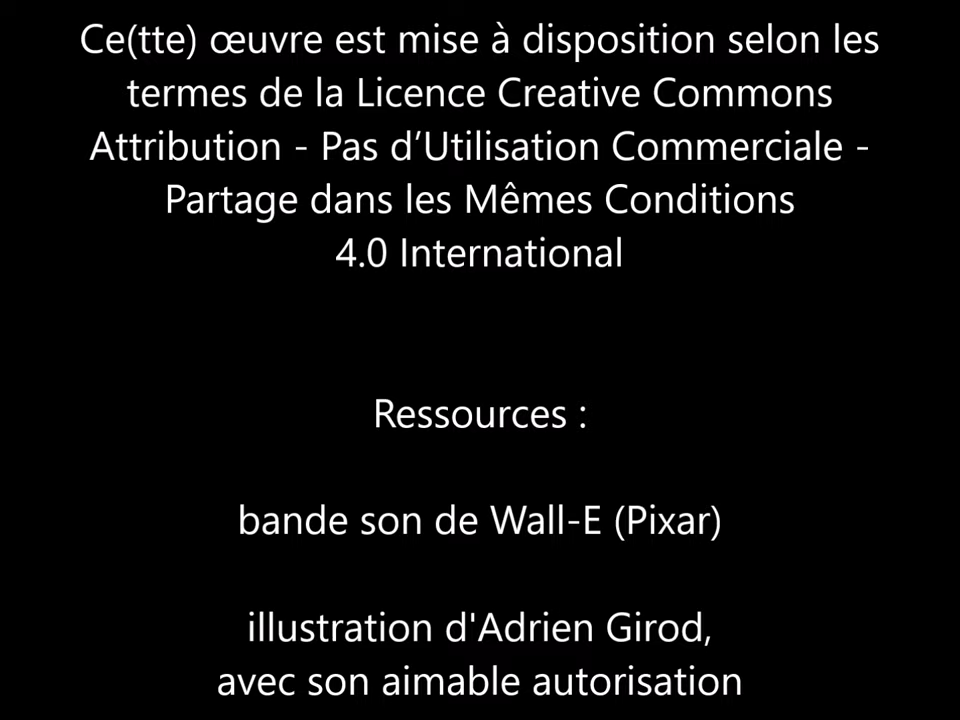 Ce(tte) œuvre est mise à disposition selon les
termes de la Licence Creative Commons
Attribution - Pas d’Utilisation Commerciale -
Partage dans les Mêmes Conditions
4.0 International
Ressources :
bande son de Wall-E (Pixar)
illustration d'Adrien Girod,
avec son aimable autorisation